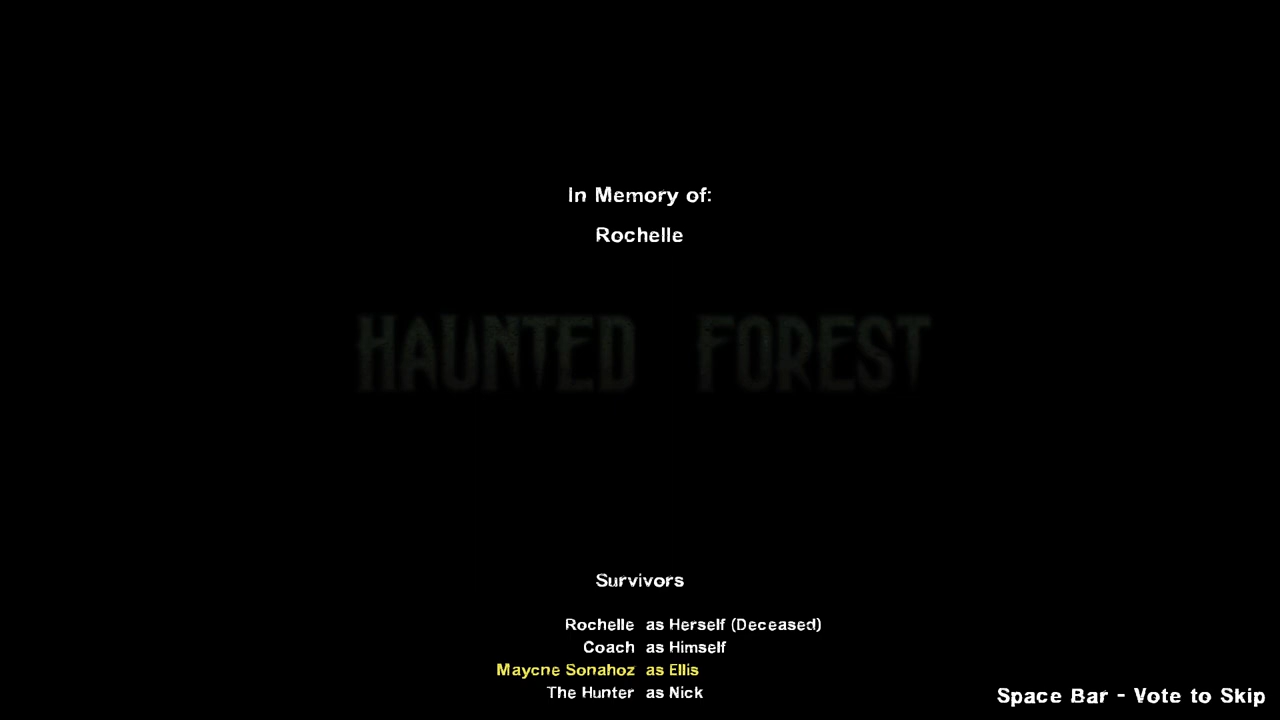 In Memory of:
Rochelle
HAUNTED FOREST
Survivors
Rochelle as Herself (Deceased)
Coach as Himself
Maycne Sonahoz as Ellis
The Hunter as Nick
Space Bar - Vote to Skip